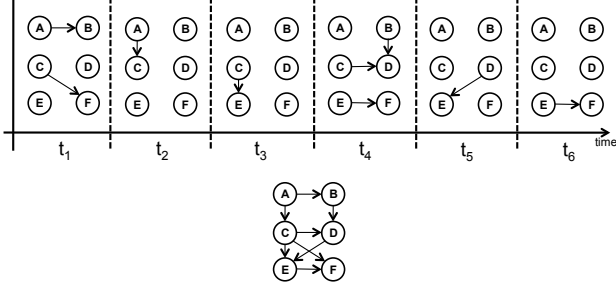 A B A B A B A B A B A B
C D C D C D C D C D C D
E F E F E F E F E F E F
t1 t2 t3 t4 t5 t6 time
A B
C D
E F